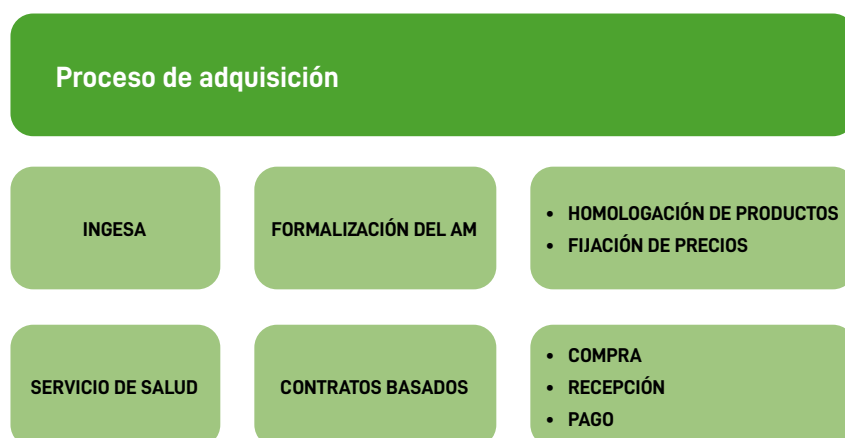 Proceso de adquisición
INGESA
FORMALIZACIÓN DEL AM
• HOMOLOGACIÓN DE PRODUCTOS
• FIJACIÓN DE PRECIOS
SERVICIO DE SALUD
CONTRATOS BASADOS
• COMPRA
• RECEPCIÓN
• PAGO